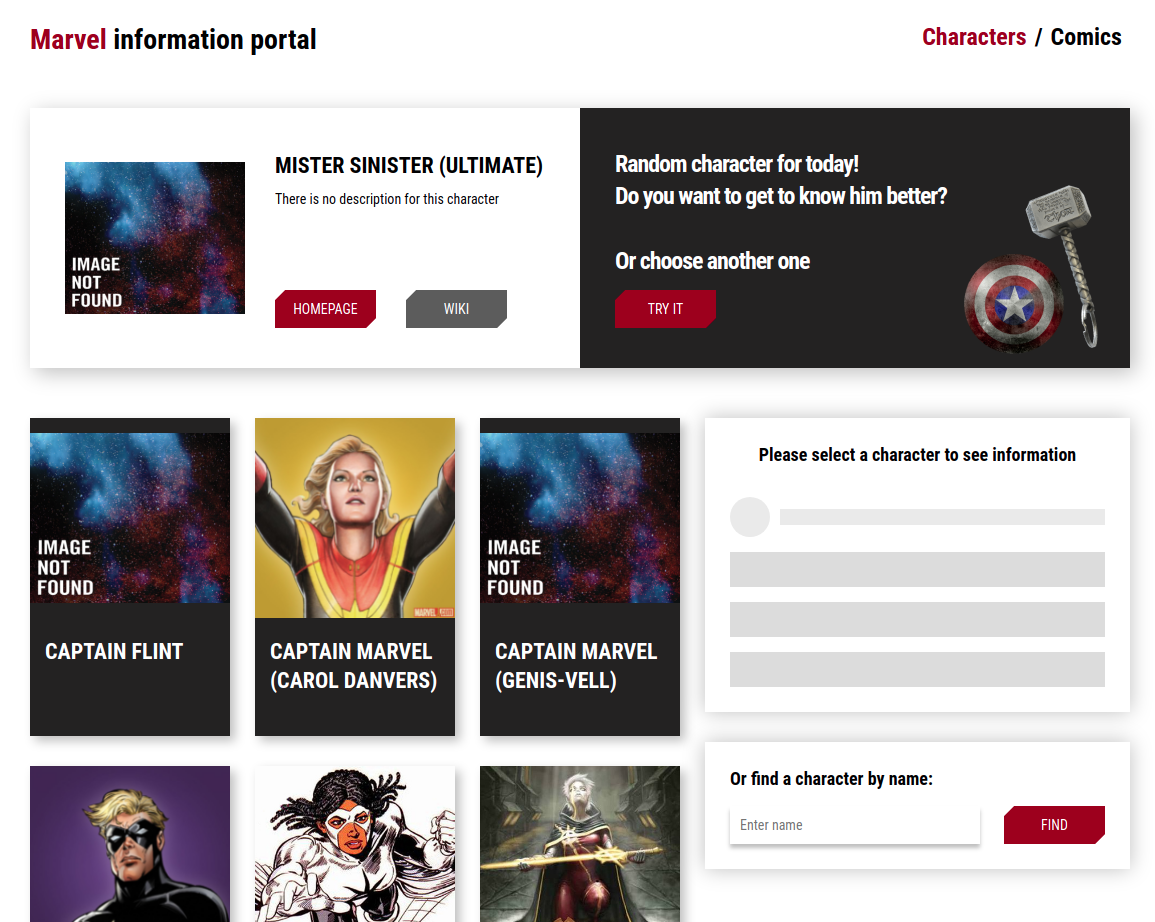 Marvel information portal
Characters / Comics
MISTER SINISTER (ULTIMATE)
There is no description for this character
IMAGE
NOT
FOUND
HOMEPAGE
WIKI
Random character for today!
Do you want to get to know him better?
Or choose another one
TRY IT
IMAGE
NOT
FOUND
CAPTAIN FLINT
MARVEL
CAPTAIN MARVEL
(CAROL DANVERS)
IMAGE
NOT
FOUND
CAPTAIN MARVEL
(GENIS-VELL)
Please select a character to see information
Or find a character by name:
Enter name
FIND